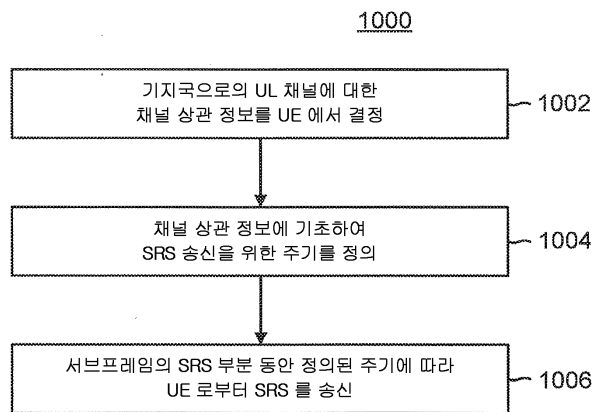 1000
기지국으로의 UL 채널에 대한
채널 상관 정보를 UE 에서 결정
1002
채널 상관 정보에 기초하여
SRS 송신을 위한 주기를 정의
1004
서브프레임의 SRS 부분 동안 정의된 주기에 따라
UE 로부터 SRS 를 송신
1006